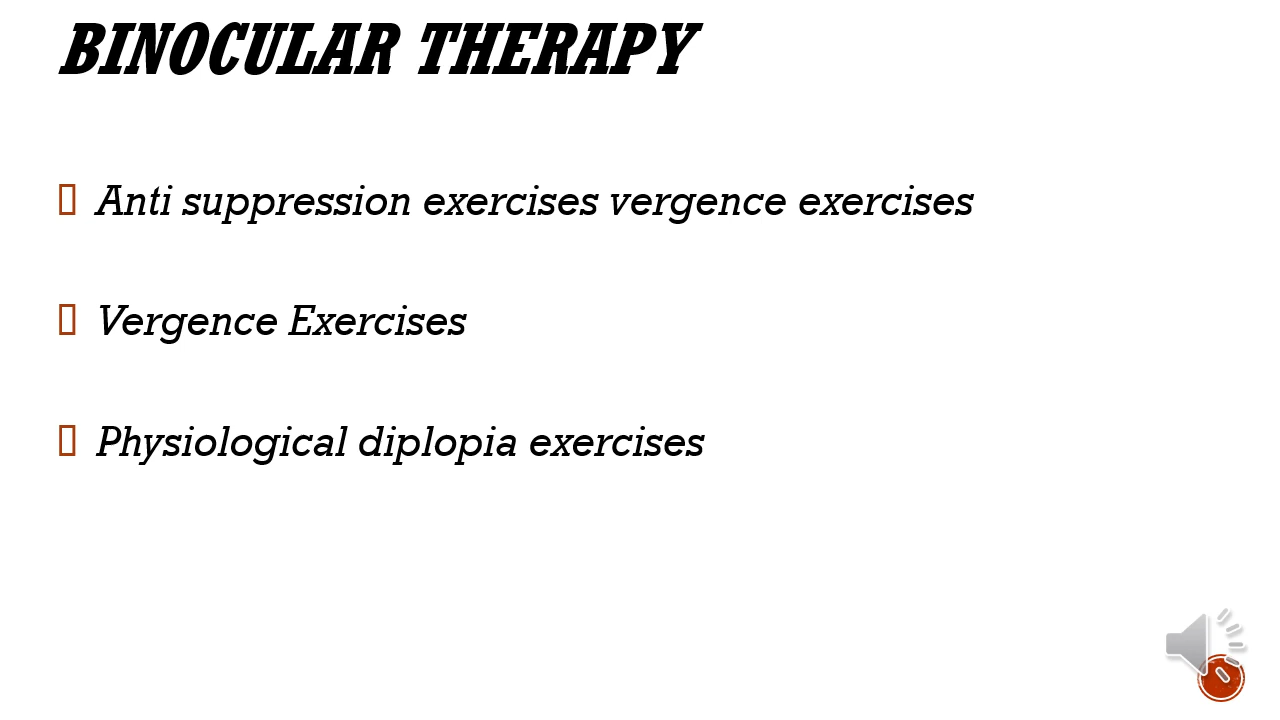 BINOCULAR THERAPY
Anti suppression exercises vergence exercises
Vergence Exercises
Physiological diplopia exercises